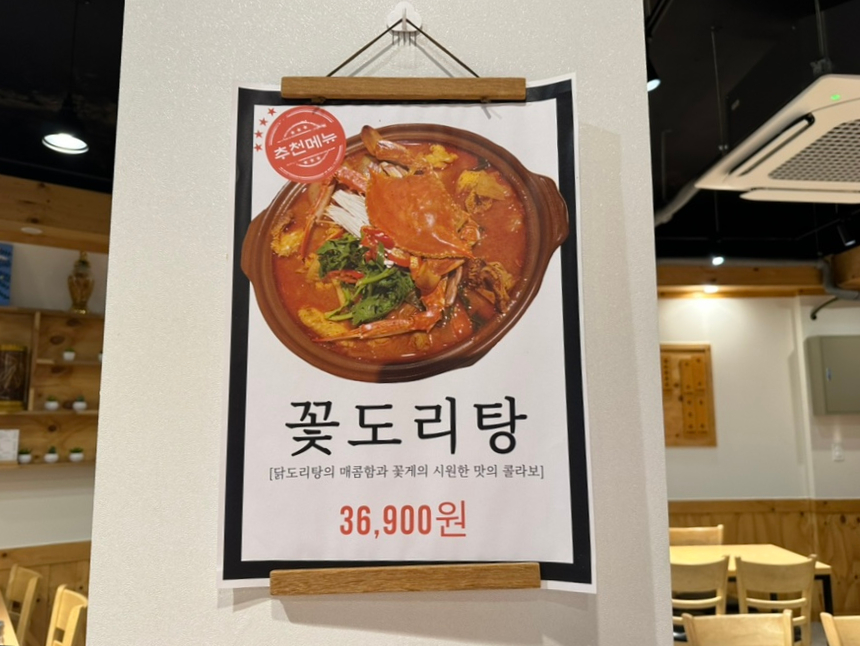 추천메뉴
꽃도리탕
[닭도리탕의 매콤함과 꽃게의 시원한 맛의 콜라보]
36,900원